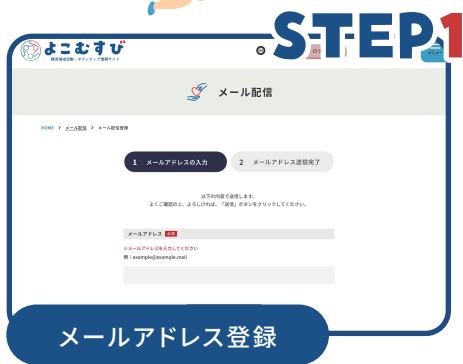 STEP1
よこむすび
横浜地域活動・ボランティア情報サイト
メニュー
メール配信
HOME > メール配信 > メール配信登録
1 メールアドレスの入力
2 メールアドレス送信完了
以下の内容で送信します。
よくご確認の上、よろしければ、「送信」ボタンをクリックしてください。
メールアドレス 必須
※メールアドレスを入力してください
例：example@example.mail
メールアドレス登録